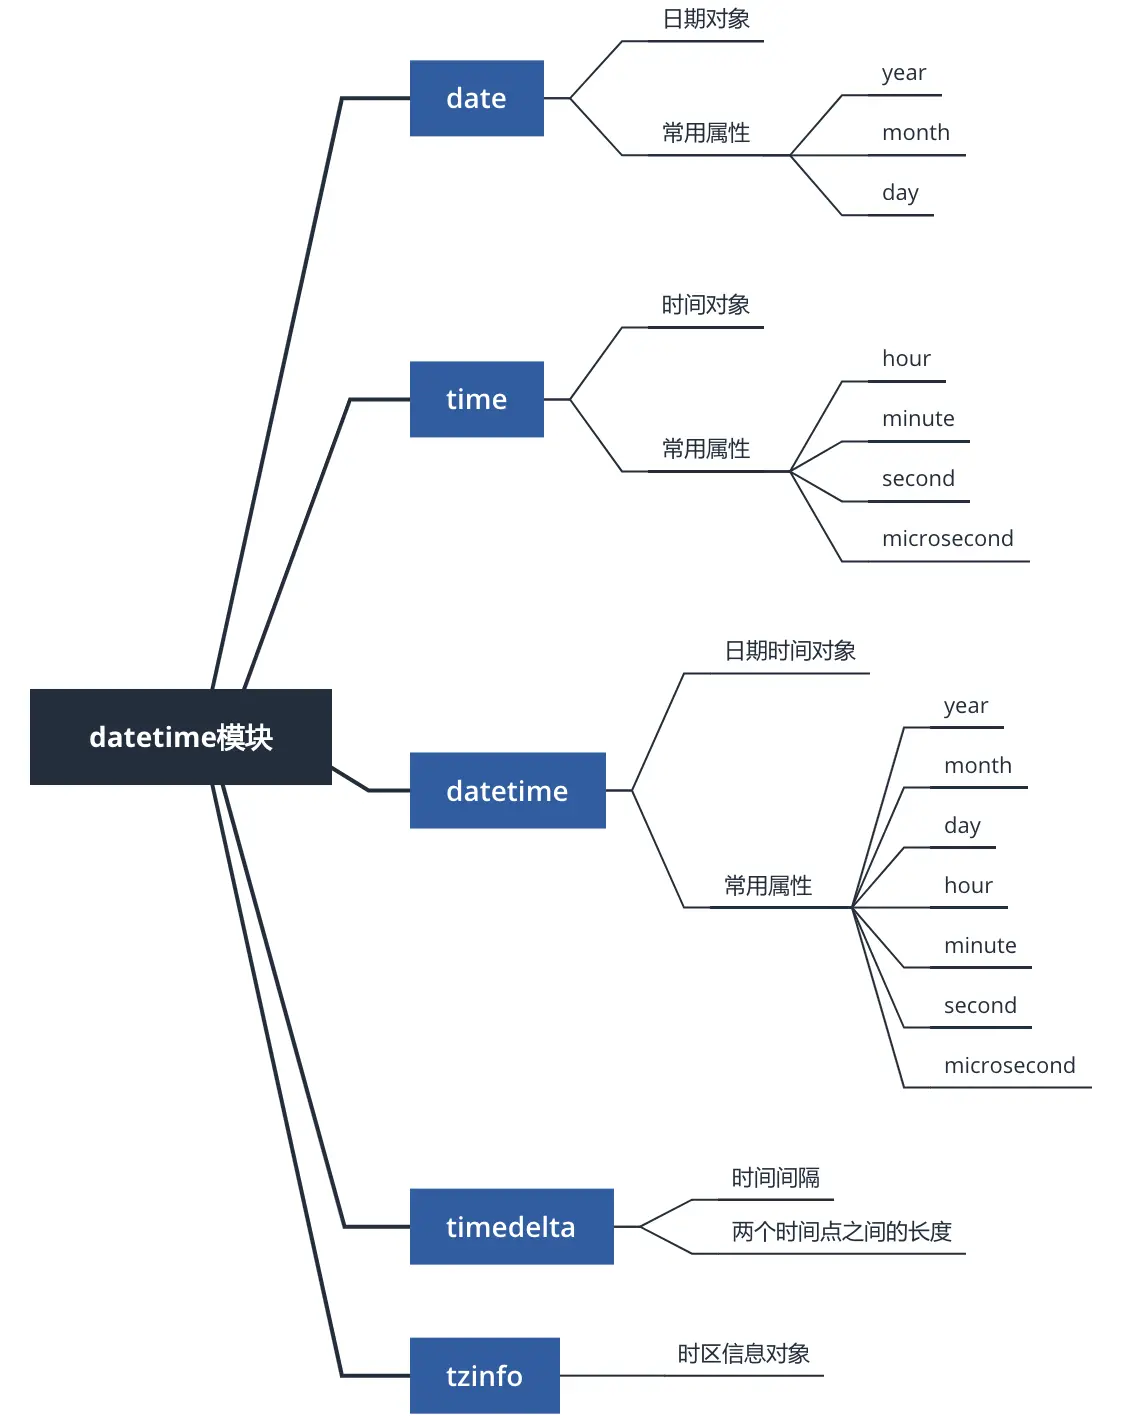 datetime模块
date
日期对象
常用属性
year
month
day
time
时间对象
常用属性
hour
minute
second
microsecond
datetime
日期时间对象
常用属性
year
month
day
hour
minute
second
microsecond
timedelta
时间间隔
两个时间点之间的长度
tzinfo
时区信息对象